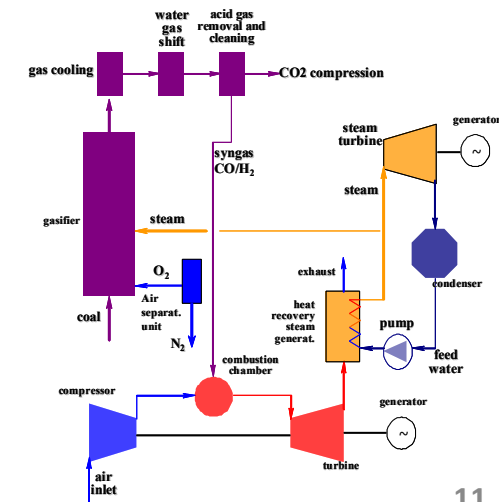 water
gas
shift
acid gas
removal and
cleaning
gas cooling
CO2 compression
generator
~
steam
turbine
syngas
CO/H2
steam
gasifier
steam
O2
exhaust
condenser
Air
separat.
unit
heat
recovery
steam
generat.
coal
N2
pump
feed
water
combustion
chamber
compressor
generator
~
turbine
air
inlet
11